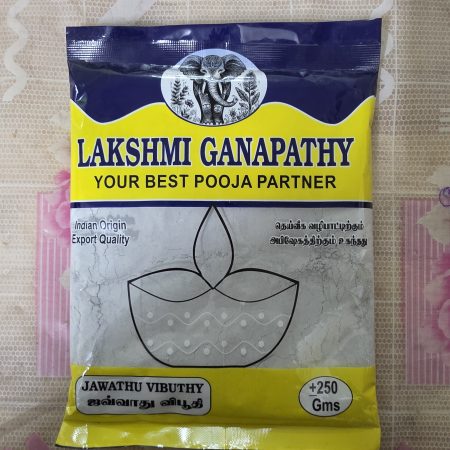 LAKSHMI GANAPATHY
YOUR BEST POOJA PARTNER
Indian Origin
Export Quality
தெய்வீக வழிபாட்டிற்கும்
அபிஷேகத்திற்கும் உகந்தது
JAWATHU VIBUTHY
ஜவ்வாது விபூதி
±250
Gms